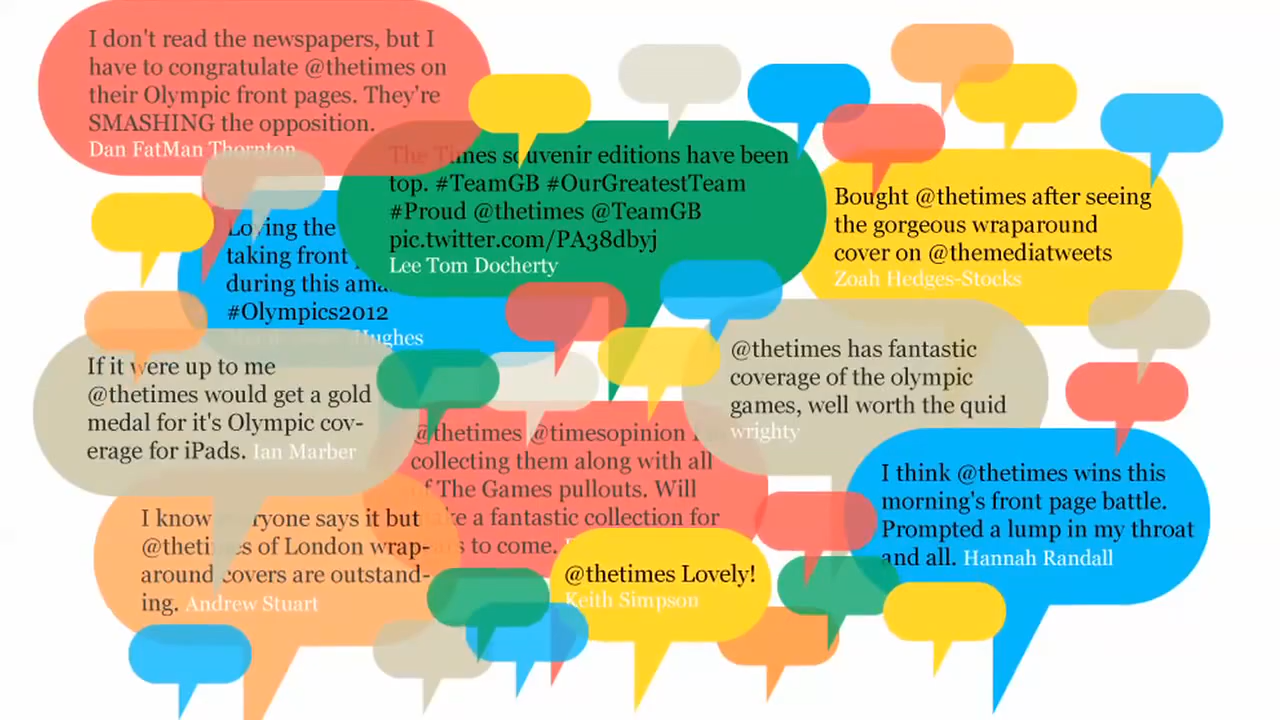 I don't read the newspapers, but I
have to congratulate @thetimes on
their Olympic front pages. They're
SMASHING the opposition.
Dan FatMan Thornton
The Times souvenir editions have been
top. #TeamGB #OurGreatestTeam
#Proud @thetimes @TeamGB
pic.twitter.com/PA38dbyj
Lee Tom Docherty
Bought @thetimes after seeing
the gorgeous wraparound
cover on @themediatweets
Zoah Hedges-Stocks
Loving the
taking front
during this
#Olympics2012
Hughes
If it were up to me
@thetimes would get a gold
medal for it's Olympic cov-
erage for iPads. Ian Marber
@thetimes has fantastic
coverage of the olympic
games, well worth the quid
wrighty
@thetimes @timesopinion
collecting them along with all
of The Games pullouts. Will
make a fantastic collection for
to come.
I think @thetimes wins this
morning's front page battle.
Prompted a lump in my throat
and all. Hannah Randall
I know everyone says it but
@thetimes of London wrap-
around covers are outstand-
ing. Andrew Stuart
@thetimes Lovely!
Keith Simpson